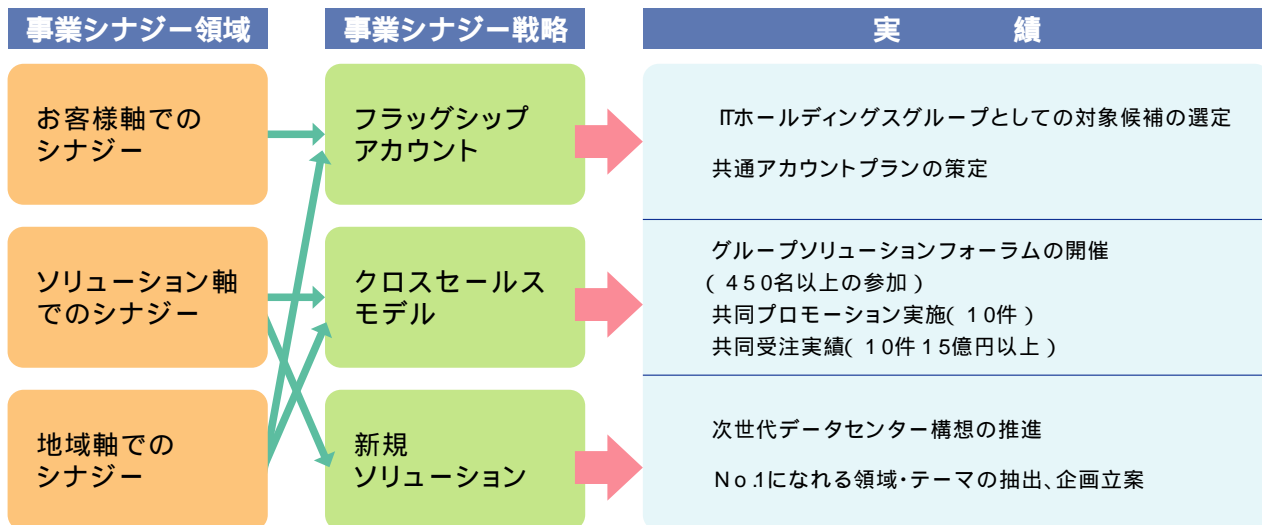 事業シナジー領域
事業シナジー戦略
実 績
お客様軸での
シナジー
フラッグシップ
アカウント
ITホールディングスグループとしての対象候補の選定
共通アカウントプランの策定
ソリューション軸
でのシナジー
クロスセールス
モデル
グループソリューションフォーラムの開催
(450名以上の参加)
共同プロモーション実施(10件)
共同受注実績(10件15億円以上)
地域軸での
シナジー
新規
ソリューション
次世代データセンター構想の推進
No.1になれる領域・テーマの抽出、企画立案